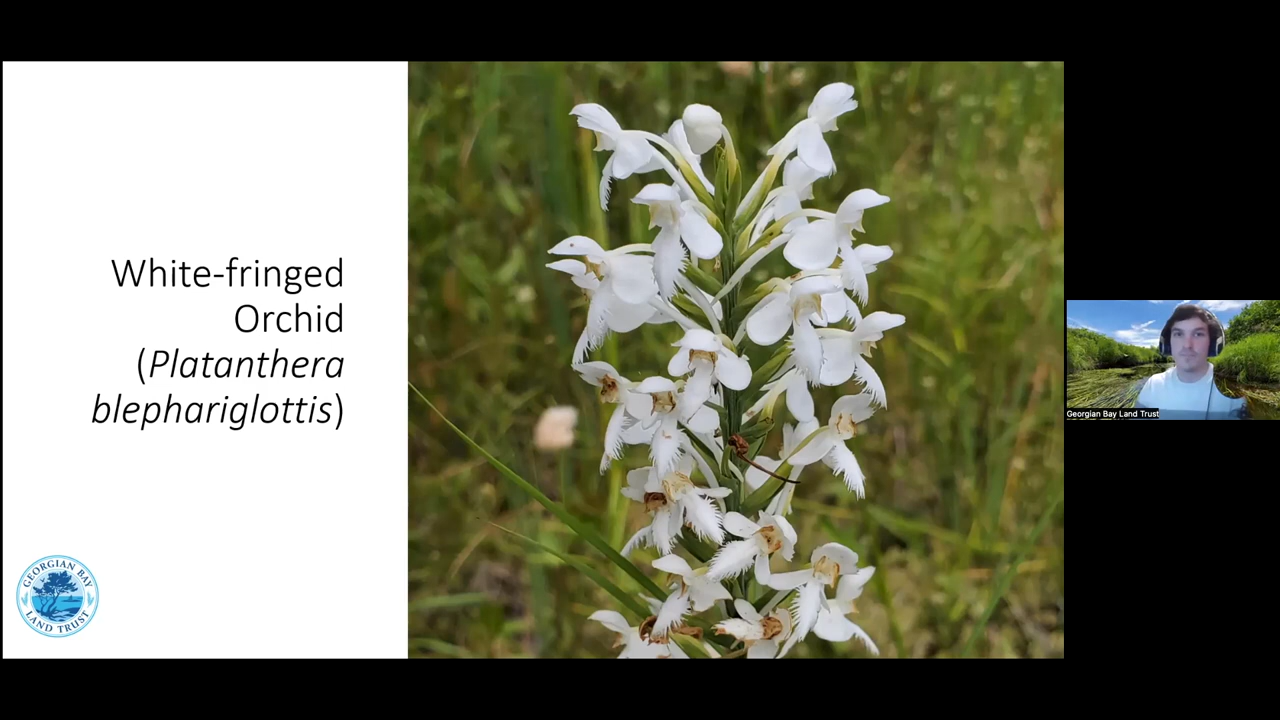 White-fringed
Orchid
(Platanthera
blephariglottis)
GEORGIAN BAY
LAND TRUST
Georgian Bay Land Trust